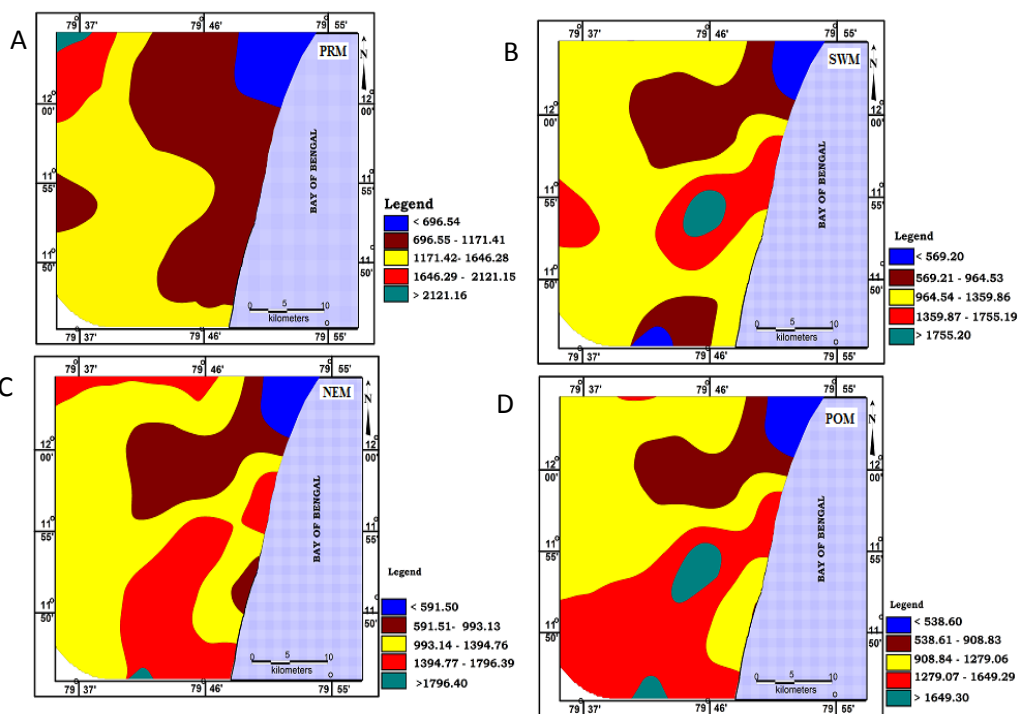 A
79° 37'
79° 46'
79° 55'
PRM
N
12° 00'
12° 00'
11° 55'
11° 55'
11° 50'
11° 50'
BAY OF BENGAL
0 5 10
kilometers
79° 37'
79° 46'
79° 55'
Legend
< 696.54
696.55 - 1171.41
1171.42- 1646.28
1646.29 - 2121.15
> 2121.16
B
79° 37'
79° 46'
79° 55'
SWM
N
12° 00'
12° 00'
11° 55'
11° 55'
11° 50'
11° 50'
BAY OF BENGAL
0 5 10
kilometers
79° 37'
79° 46'
79° 55'
Legend
< 569.20
569.21 - 964.53
964.54 - 1359.86
1359.87 - 1755.19
> 1755.20
C
79° 37'
79° 46'
79° 55'
NEM
N
12° 00'
12° 00'
11° 55'
11° 55'
11° 50'
11° 50'
BAY OF BENGAL
0 5 10
kilometers
79° 37'
79° 46'
79° 55'
Legend
< 591.50
591.51- 993.13
993.14 - 1394.76
1394.77 - 1796.39
>1796.40
D
79° 37'
79° 46'
79° 55'
POM
N
12° 00'
12° 00'
11° 55'
11° 55'
11° 50'
11° 50'
BAY OF BENGAL
0 5 10
kilometers
79° 37'
79° 46'
79° 55'
Legend
< 538.60
538.61 - 908.83
908.84 - 1279.06
1279.07 - 1649.29
> 1649.30